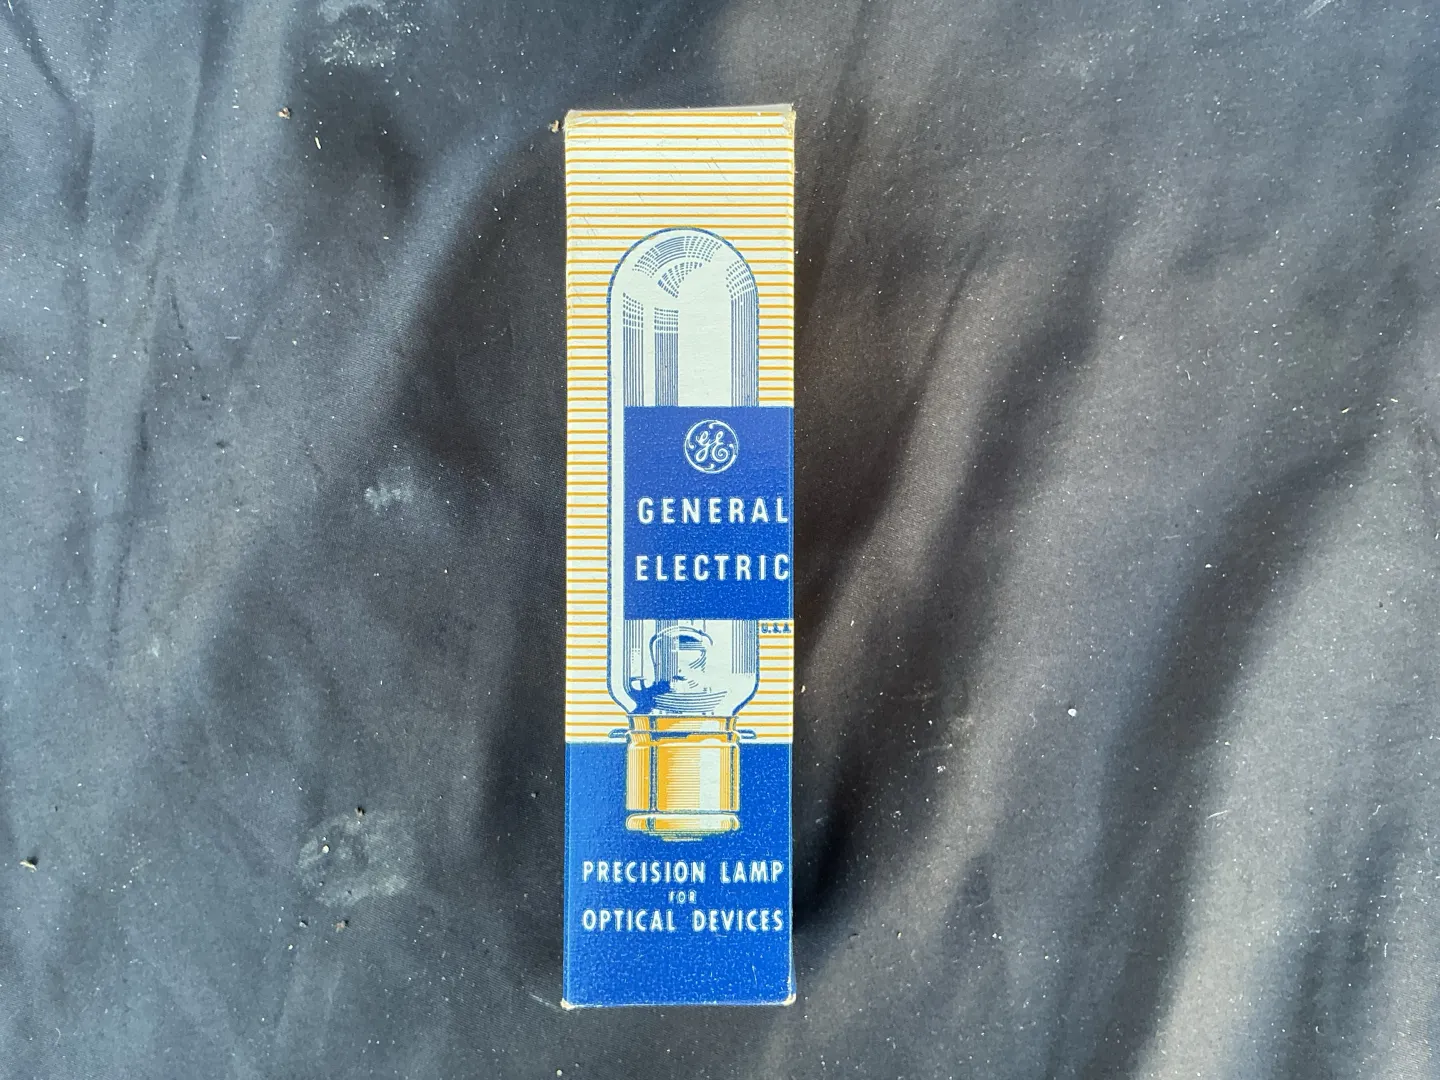 GE
GENERAL
ELECTRIC
U.S.A.
PRECISION LAMP
FOR
OPTICAL DEVICES